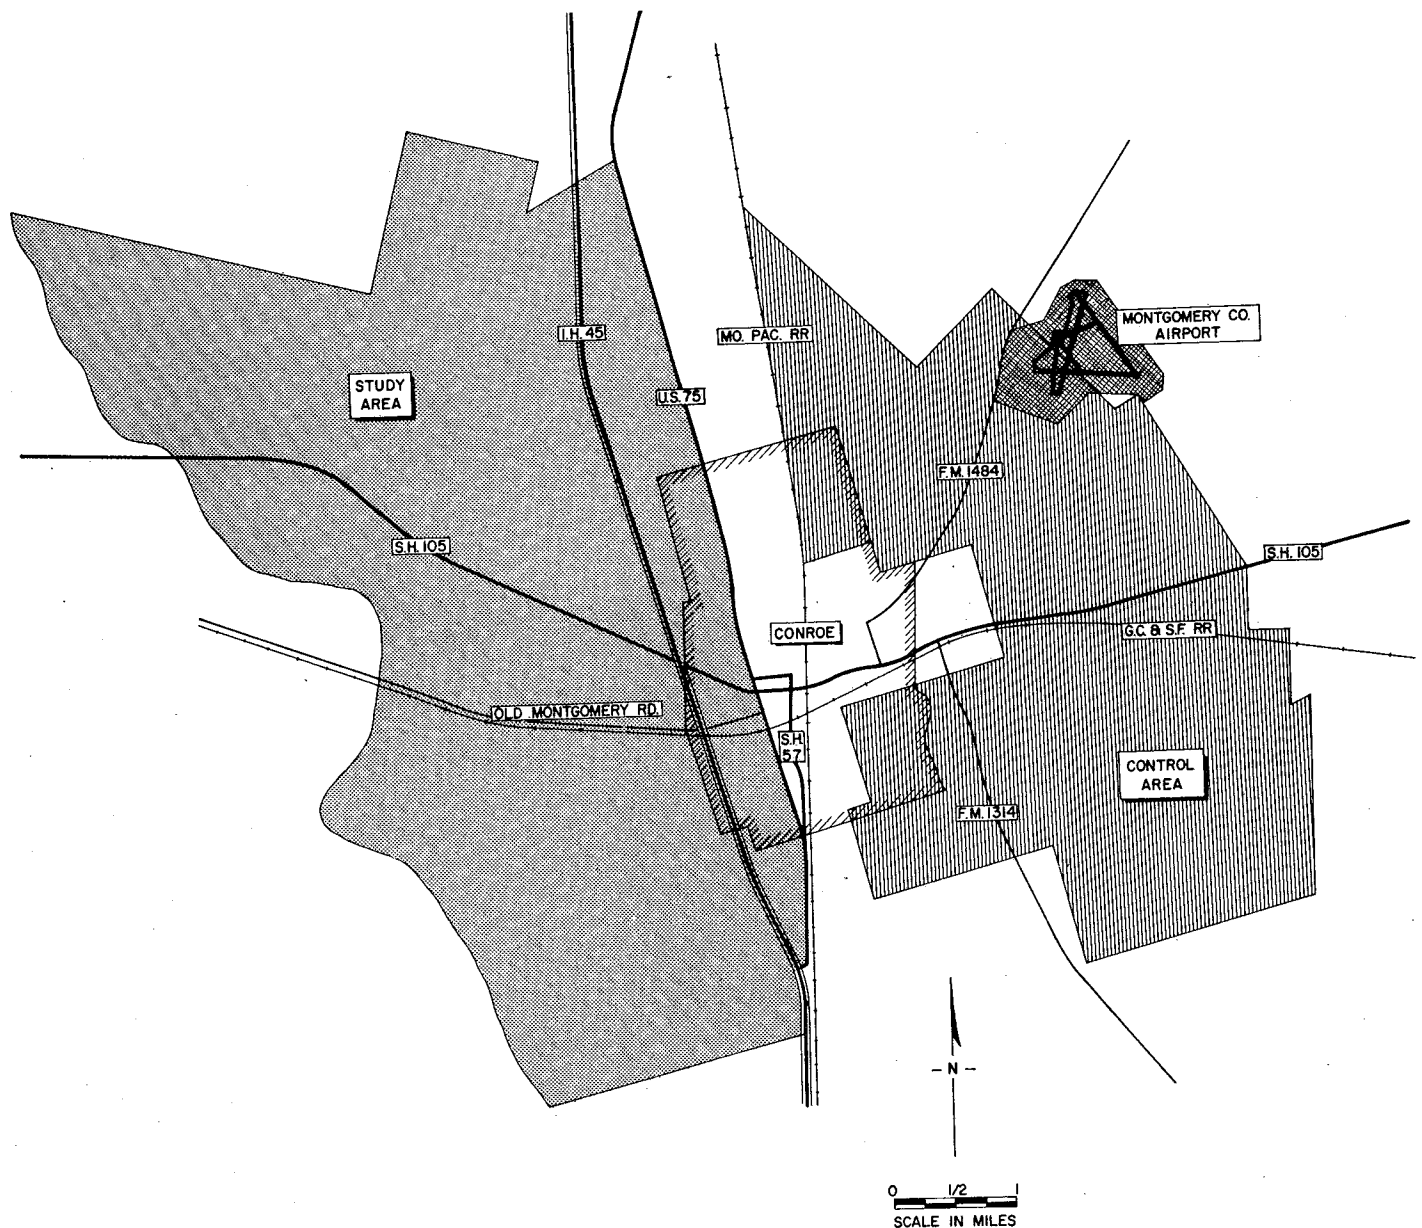 MONTGOMERY CO.
AIRPORT
I.H. 45
MO. PAC. RR
STUDY
AREA
U.S. 75
F.M. 1484
S.H. 105
S.H. 105
CONROE
G.C. & S.F. RR
OLD MONTGOMERY RD.
S.H.
57
CONTROL
AREA
F.M. 1314
- N -
0 1/2 1
SCALE IN MILES